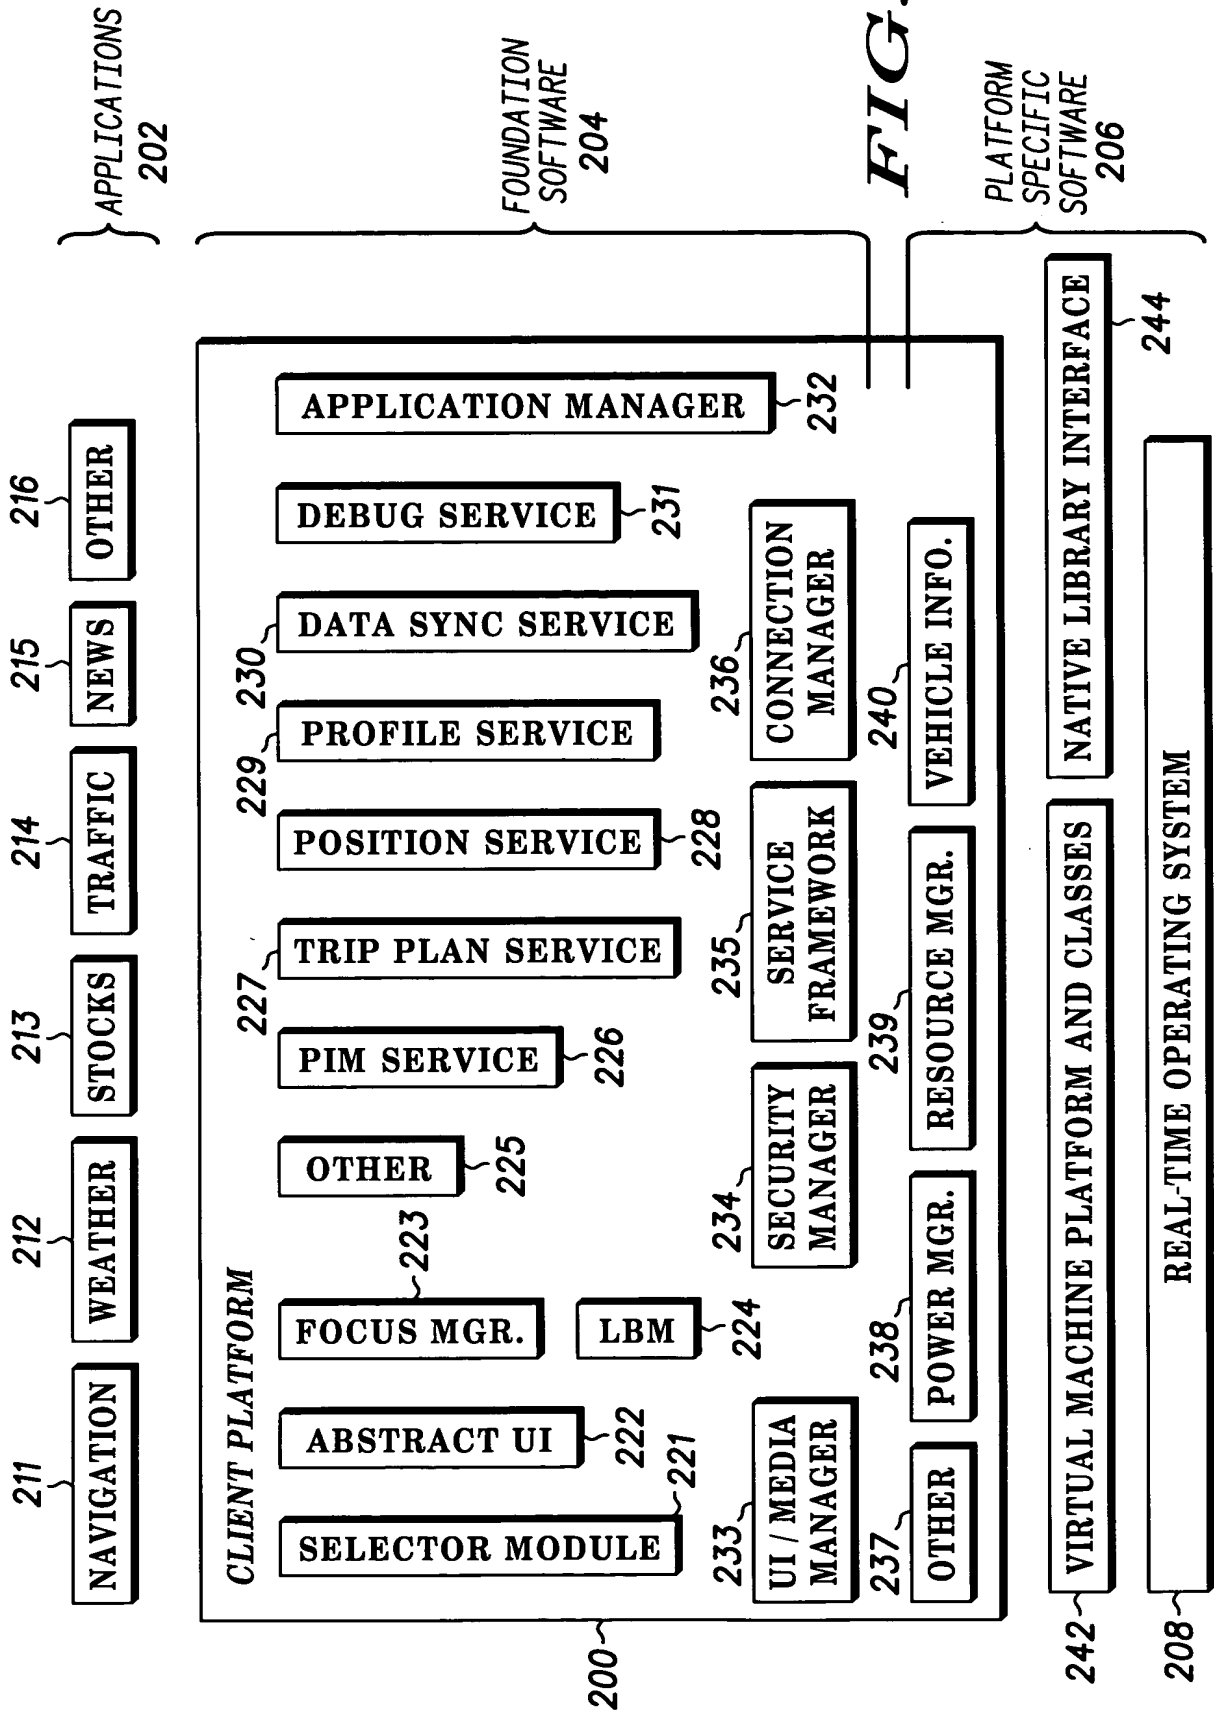 211
212
213
214
215
216
NAVIGATION
WEATHER
STOCKS
TRAFFIC
NEWS
OTHER
APPLICATIONS
202
CLIENT PLATFORM
SELECTOR MODULE
221
ABSTRACT UI
222
FOCUS MGR.
223
LBM
224
OTHER
225
PIM SERVICE
226
227
TRIP PLAN SERVICE
POSITION SERVICE
228
229
PROFILE SERVICE
230
DATA SYNC SERVICE
DEBUG SERVICE
231
APPLICATION MANAGER
232
FOUNDATION
SOFTWARE
204
200
233
UI / MEDIA
MANAGER
234
SECURITY
MANAGER
235
SERVICE
FRAMEWORK
236
CONNECTION
MANAGER
237
OTHER
238
POWER MGR.
239
RESOURCE MGR.
240
VEHICLE INFO.
FIG.
PLATFORM
SPECIFIC
SOFTWARE
206
242
VIRTUAL MACHINE PLATFORM AND CLASSES
NATIVE LIBRARY INTERFACE
244
208
REAL-TIME OPERATING SYSTEM